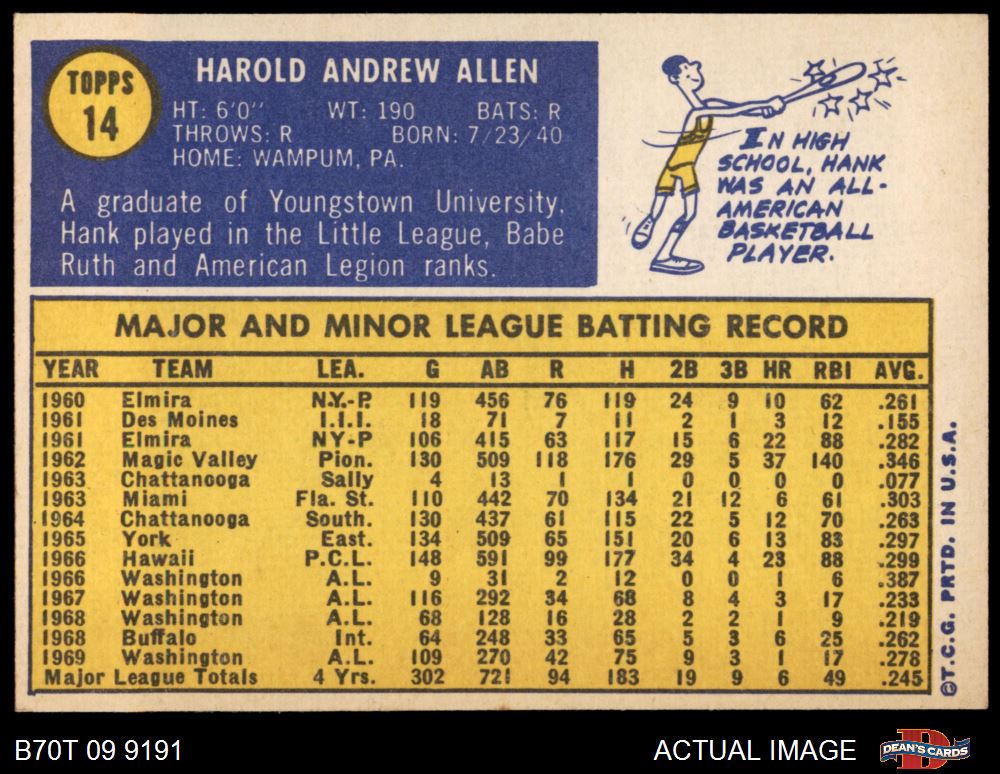 TOPPS
14
HAROLD ANDREW ALLEN
HT: 6'0" WT: 190 BATS: R
THROWS: R BORN: 7/23/40
HOME: WAMPUM, PA.
A graduate of Youngstown University,
Hank played in the Little League, Babe
Ruth and American Legion ranks.
IN HIGH
SCHOOL, HANK
WAS AN ALL-
AMERICAN
BASKETBALL
PLAYER.
MAJOR AND MINOR LEAGUE BATTING RECORD
YEAR TEAM LEA. G AB R H 2B 3B HR RBI AVG.
1960 Elmira N.Y.-P. 119 456 76 119 24 9 10 62 .261
1961 Des Moines I.I.I. 18 71 7 11 2 1 3 12 .155
1961 Elmira NY-P 106 415 63 117 15 6 22 88 .282
1962 Magic Valley Pion. 130 509 118 176 29 5 37 140 .346
1963 Chattanooga Sally 4 13 1 1 0 0 0 0 .077
1963 Miami Fla. St. 110 442 70 134 21 12 6 61 .303
1964 Chattanooga South. 130 437 61 115 22 5 12 70 .263
1965 York East. 134 509 65 151 20 6 13 83 .297
1966 Hawaii P.C.L. 148 591 99 177 34 4 23 88 .299
1966 Washington A.L. 9 31 2 12 0 0 1 6 .387
1967 Washington A.L. 116 292 34 68 8 4 3 17 .233
1968 Washington A.L. 68 128 16 28 2 2 1 9 .219
1968 Buffalo Int. 64 248 33 65 5 3 6 25 .262
1969 Washington A.L. 109 270 42 75 9 3 1 17 .278
Major League Totals 4 Yrs. 302 721 94 183 19 9 6 49 .245
©T.C.G. PRTD. IN U.S.A.
B70T 09 9191
ACTUAL IMAGE
DEAN'S CARDS